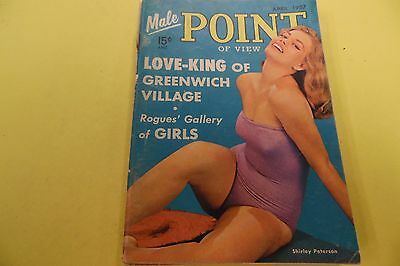 Male
POINT
OF VIEW
APRIL 1957
15¢
LOVE-KING OF
GREENWICH
VILLAGE
•
Rogues' Gallery
of GIRLS
Shirley Peterson